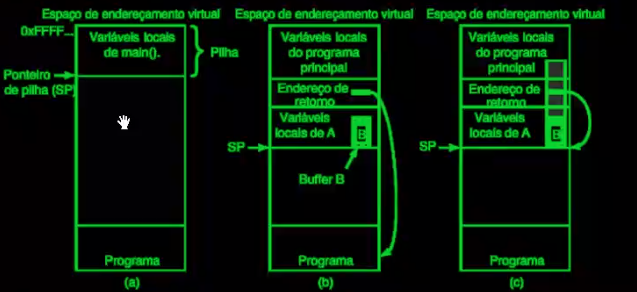 Espaço de endereçamento virtual
0xFFFF...
Variáveis locais
de main().
Pilha
Ponteiro
de pilha (SP)
Programa
(a)
Espaço de endereçamento virtual
Variáveis locais
do programa
principal
Endereço de
retorno
Variáveis
locais de A
B
SP
Buffer B
Programa
(b)
Espaço de endereçamento virtual
Variáveis locais
do programa
principal
Endereço de
retorno
Variáveis
locais de A
B
SP
Programa
(c)